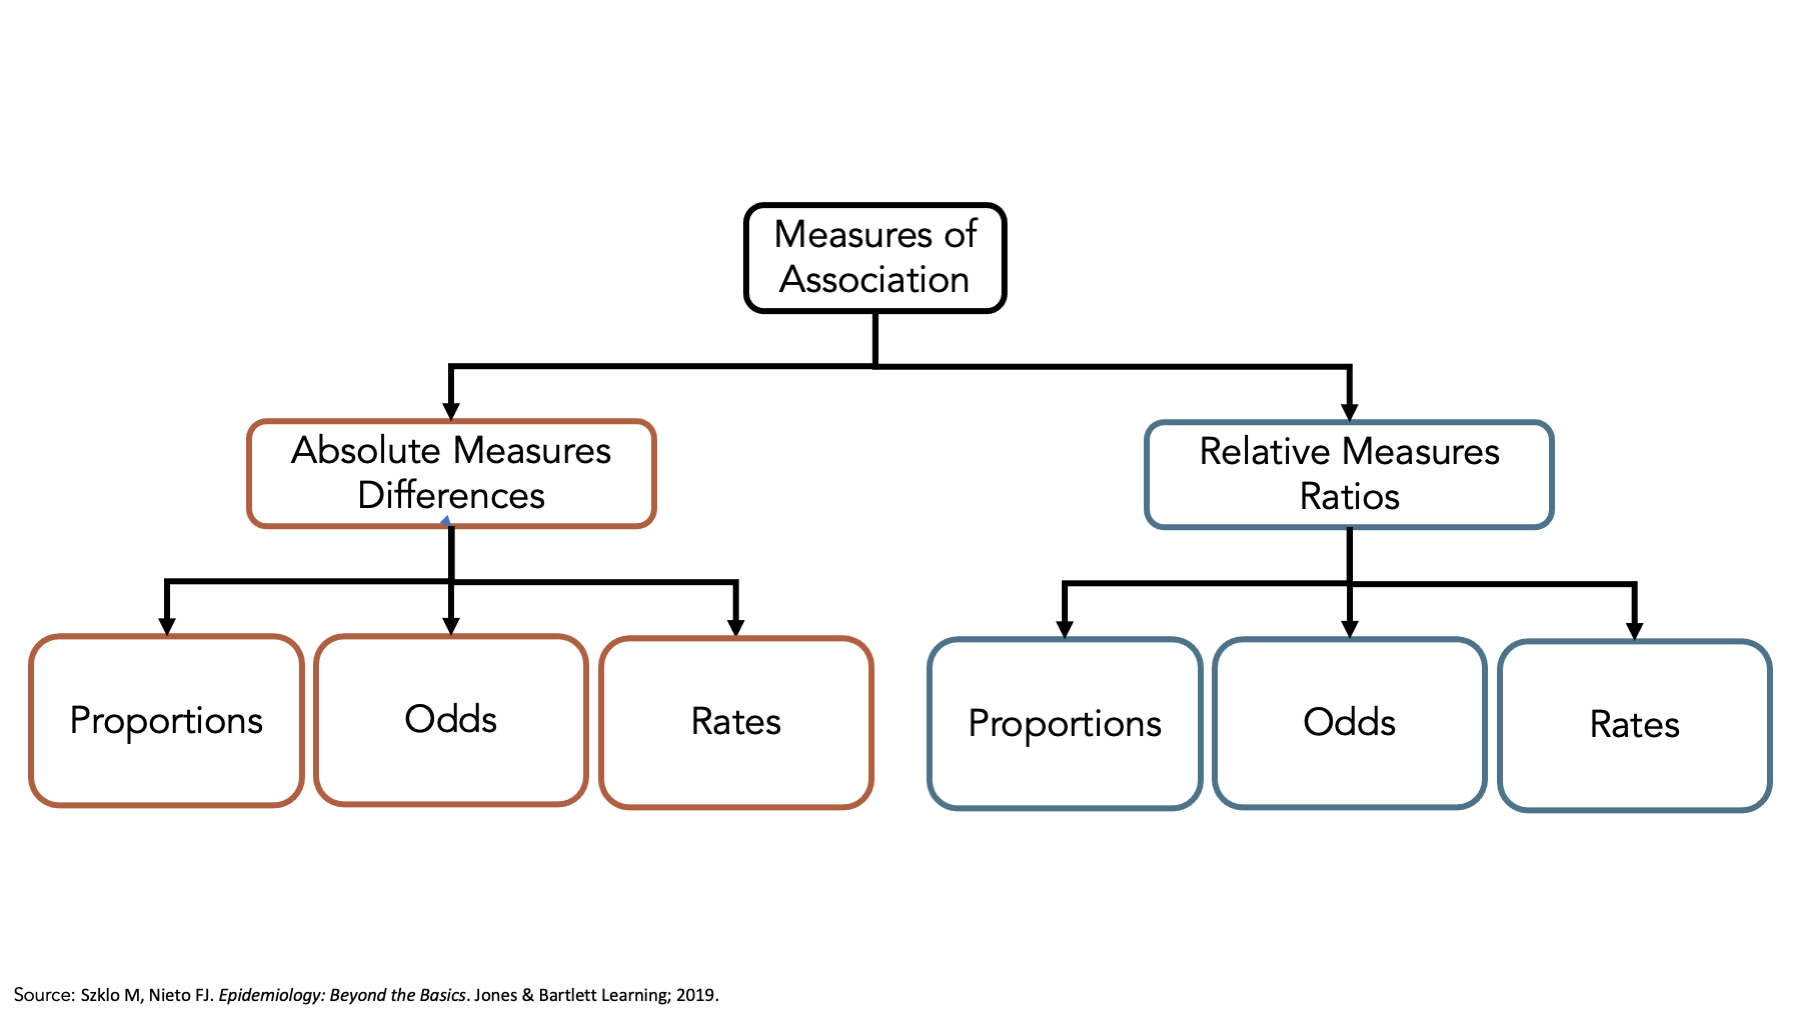 Measures of
Association
Absolute Measures
Differences
Relative Measures
Ratios
Proportions
Odds
Rates
Proportions
Odds
Rates
Source: Szklo M, Nieto FJ. Epidemiology: Beyond the Basics. Jones & Bartlett Learning; 2019.